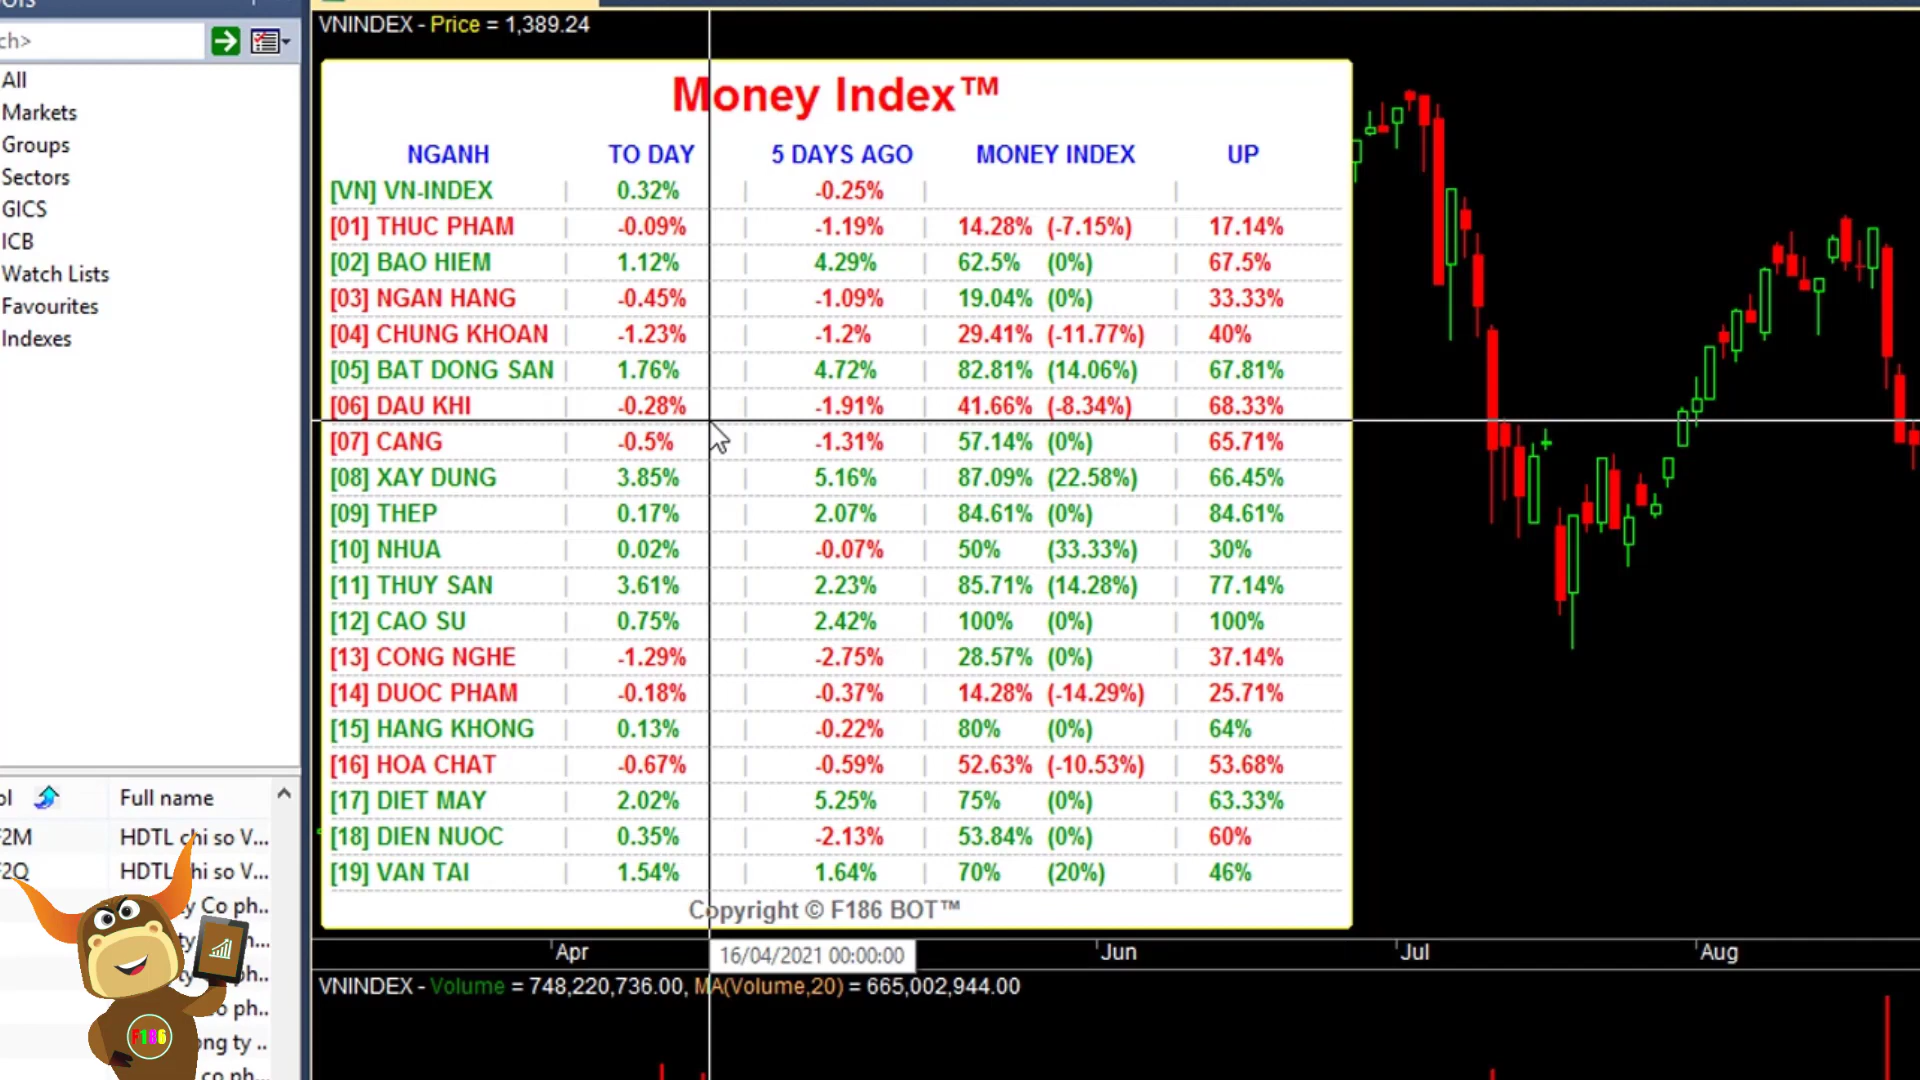 ch>
All
Markets
Groups
Sectors
GICS
ICB
Watch Lists
Favourites
Indexes
Full name
HDTL chi so V...
HDTL chi so V...
F186
VNINDEX - Price = 1,389.24
Money Index™
NGANH TO DAY 5 DAYS AGO MONEY INDEX UP
[VN] VN-INDEX | 0.32% | -0.25% | |
[01] THUC PHAM | -0.09% | -1.19% | 14.28% (-7.15%) | 17.14%
[02] BAO HIEM | 1.12% | 4.29% | 62.5% (0%) | 67.5%
[03] NGAN HANG | -0.45% | -1.09% | 19.04% (0%) | 33.33%
[04] CHUNG KHOAN | -1.23% | -1.2% | 29.41% (-11.77%) | 40%
[05] BAT DONG SAN | 1.76% | 4.72% | 82.81% (14.06%) | 67.81%
[06] DAU KHI | -0.28% | -1.91% | 41.66% (-8.34%) | 68.33%
[07] CANG | -0.5% | -1.31% | 57.14% (0%) | 65.71%
[08] XAY DUNG | 3.85% | 5.16% | 87.09% (22.58%) | 66.45%
[09] THEP | 0.17% | 2.07% | 84.61% (0%) | 84.61%
[10] NHUA | 0.02% | -0.07% | 50% (33.33%) | 30%
[11] THUY SAN | 3.61% | 2.23% | 85.71% (14.28%) | 77.14%
[12] CAO SU | 0.75% | 2.42% | 100% (0%) | 100%
[13] CONG NGHE | -1.29% | -2.75% | 28.57% (0%) | 37.14%
[14] DUOC PHAM | -0.18% | -0.37% | 14.28% (-14.29%) | 25.71%
[15] HANG KHONG | 0.13% | -0.22% | 80% (0%) | 64%
[16] HOA CHAT | -0.67% | -0.59% | 52.63% (-10.53%) | 53.68%
[17] DIET MAY | 2.02% | 5.25% | 75% (0%) | 63.33%
[18] DIEN NUOC | 0.35% | -2.13% | 53.84% (0%) | 60%
[19] VAN TAI | 1.54% | 1.64% | 70% (20%) | 46%
Copyright © F186 BOT™
Apr 16/04/2021 00:00:00 Jun Jul Aug
VNINDEX - Volume = 748,220,736.00, MA(Volume,20) = 665,002,944.00